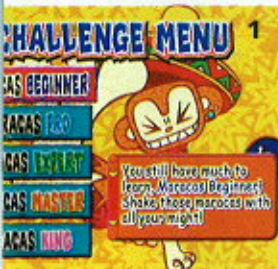 CHALLENGE MENU 1
CAS BEGINNER
RACAS PRO
CAS EXPERT
CAS MASTER
ACAS KING
You still have much to
learn, Maracas Beginner!
Shake those maracas with
all your might!